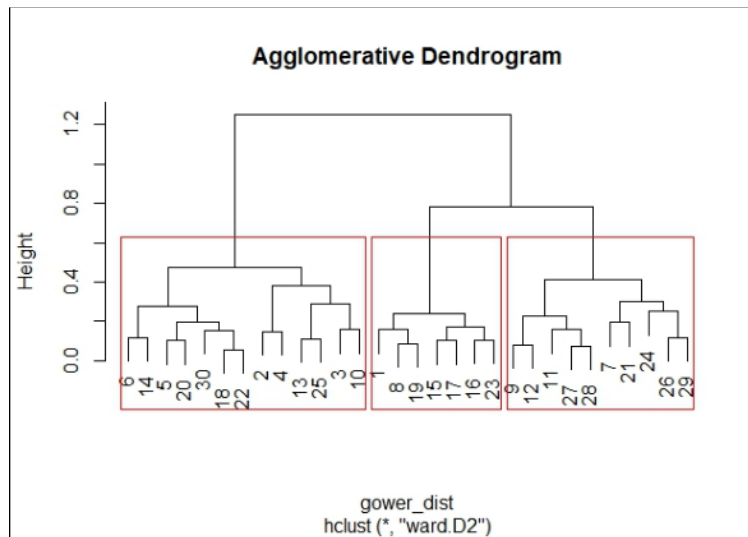 Agglomerative Dendrogram
Height
1.2
0.8
0.4
0.0
6 14 5 20 30 18 22 2 4 13 25 3 10 1 8 19 15 17 16 23 9 12 11 27 28 7 21 24 26 29
gower_dist
hclust (*, "ward.D2")